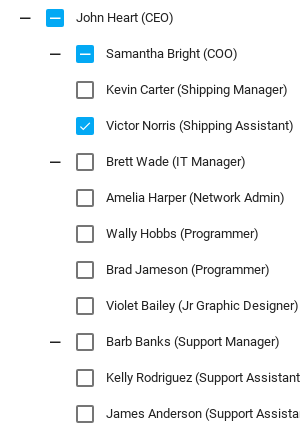 John Heart (CEO)
Samantha Bright (COO)
Kevin Carter (Shipping Manager)
Victor Norris (Shipping Assistant)
Brett Wade (IT Manager)
Amelia Harper (Network Admin)
Wally Hobbs (Programmer)
Brad Jameson (Programmer)
Violet Bailey (Jr Graphic Designer)
Barb Banks (Support Manager)
Kelly Rodriguez (Support Assistant
James Anderson (Support Assista